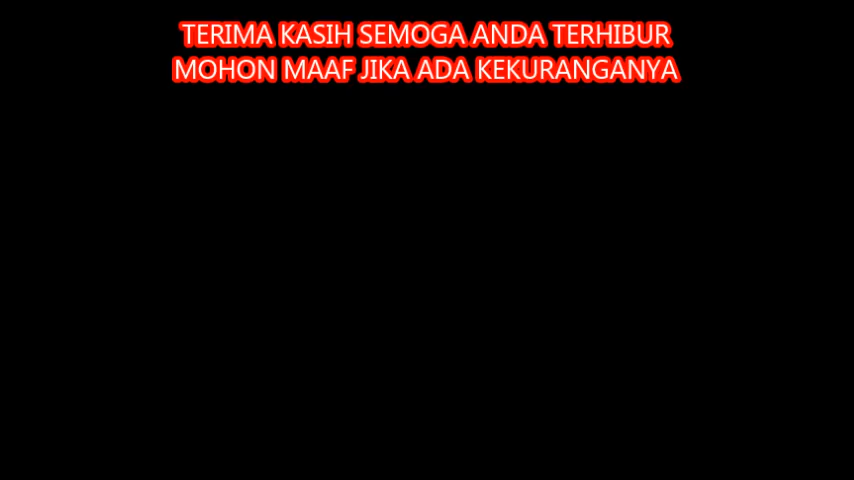 TERIMA KASIH SEMOGA ANDA TERHIBUR
MOHON MAAF JIKA ADA KEKURANGANYA